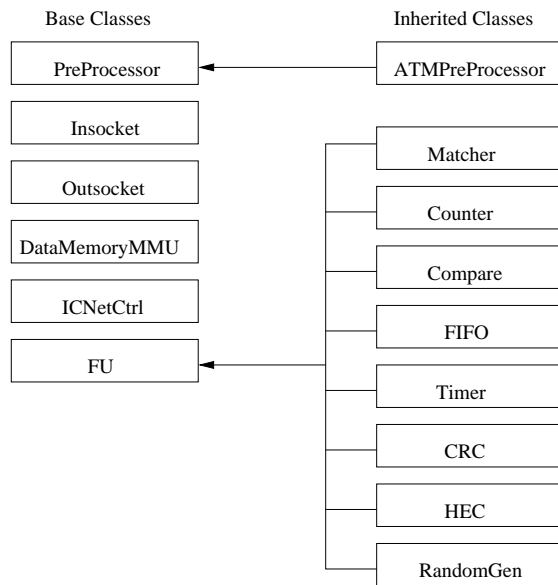 Base Classes
Inherited Classes
PreProcessor
ATMPreProcessor
Insocket
Outsocket
DataMemoryMMU
ICNetCtrl
FU
Matcher
Counter
Compare
FIFO
Timer
CRC
HEC
RandomGen